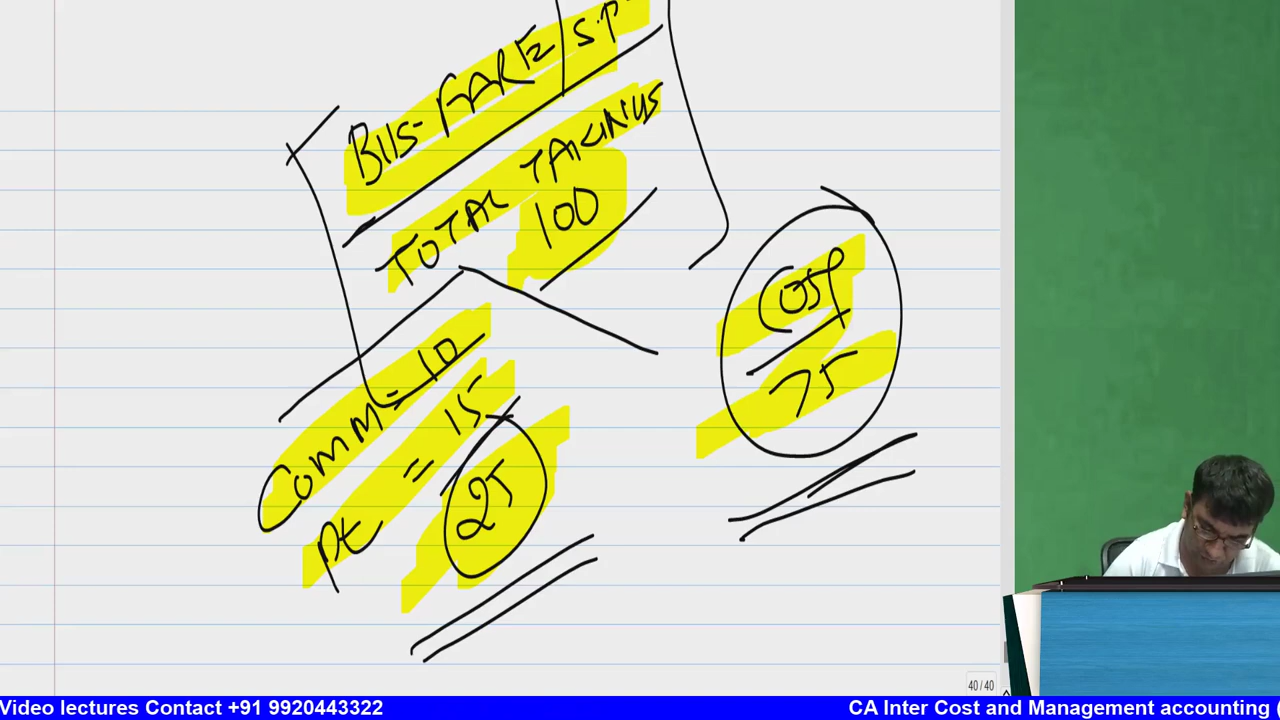 BUS-FARE / S.P
TOTAL TAKINGS
100
COMM = 10
Pt = 15
25
COST
75
40 / 40
Video lectures Contact +91 9920443322
CA Inter Cost and Management accounting (